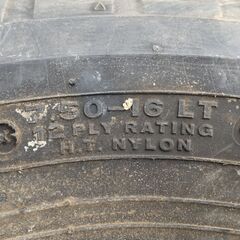 7.50-16 LT
12 PLY RATING
H.T. NYLON